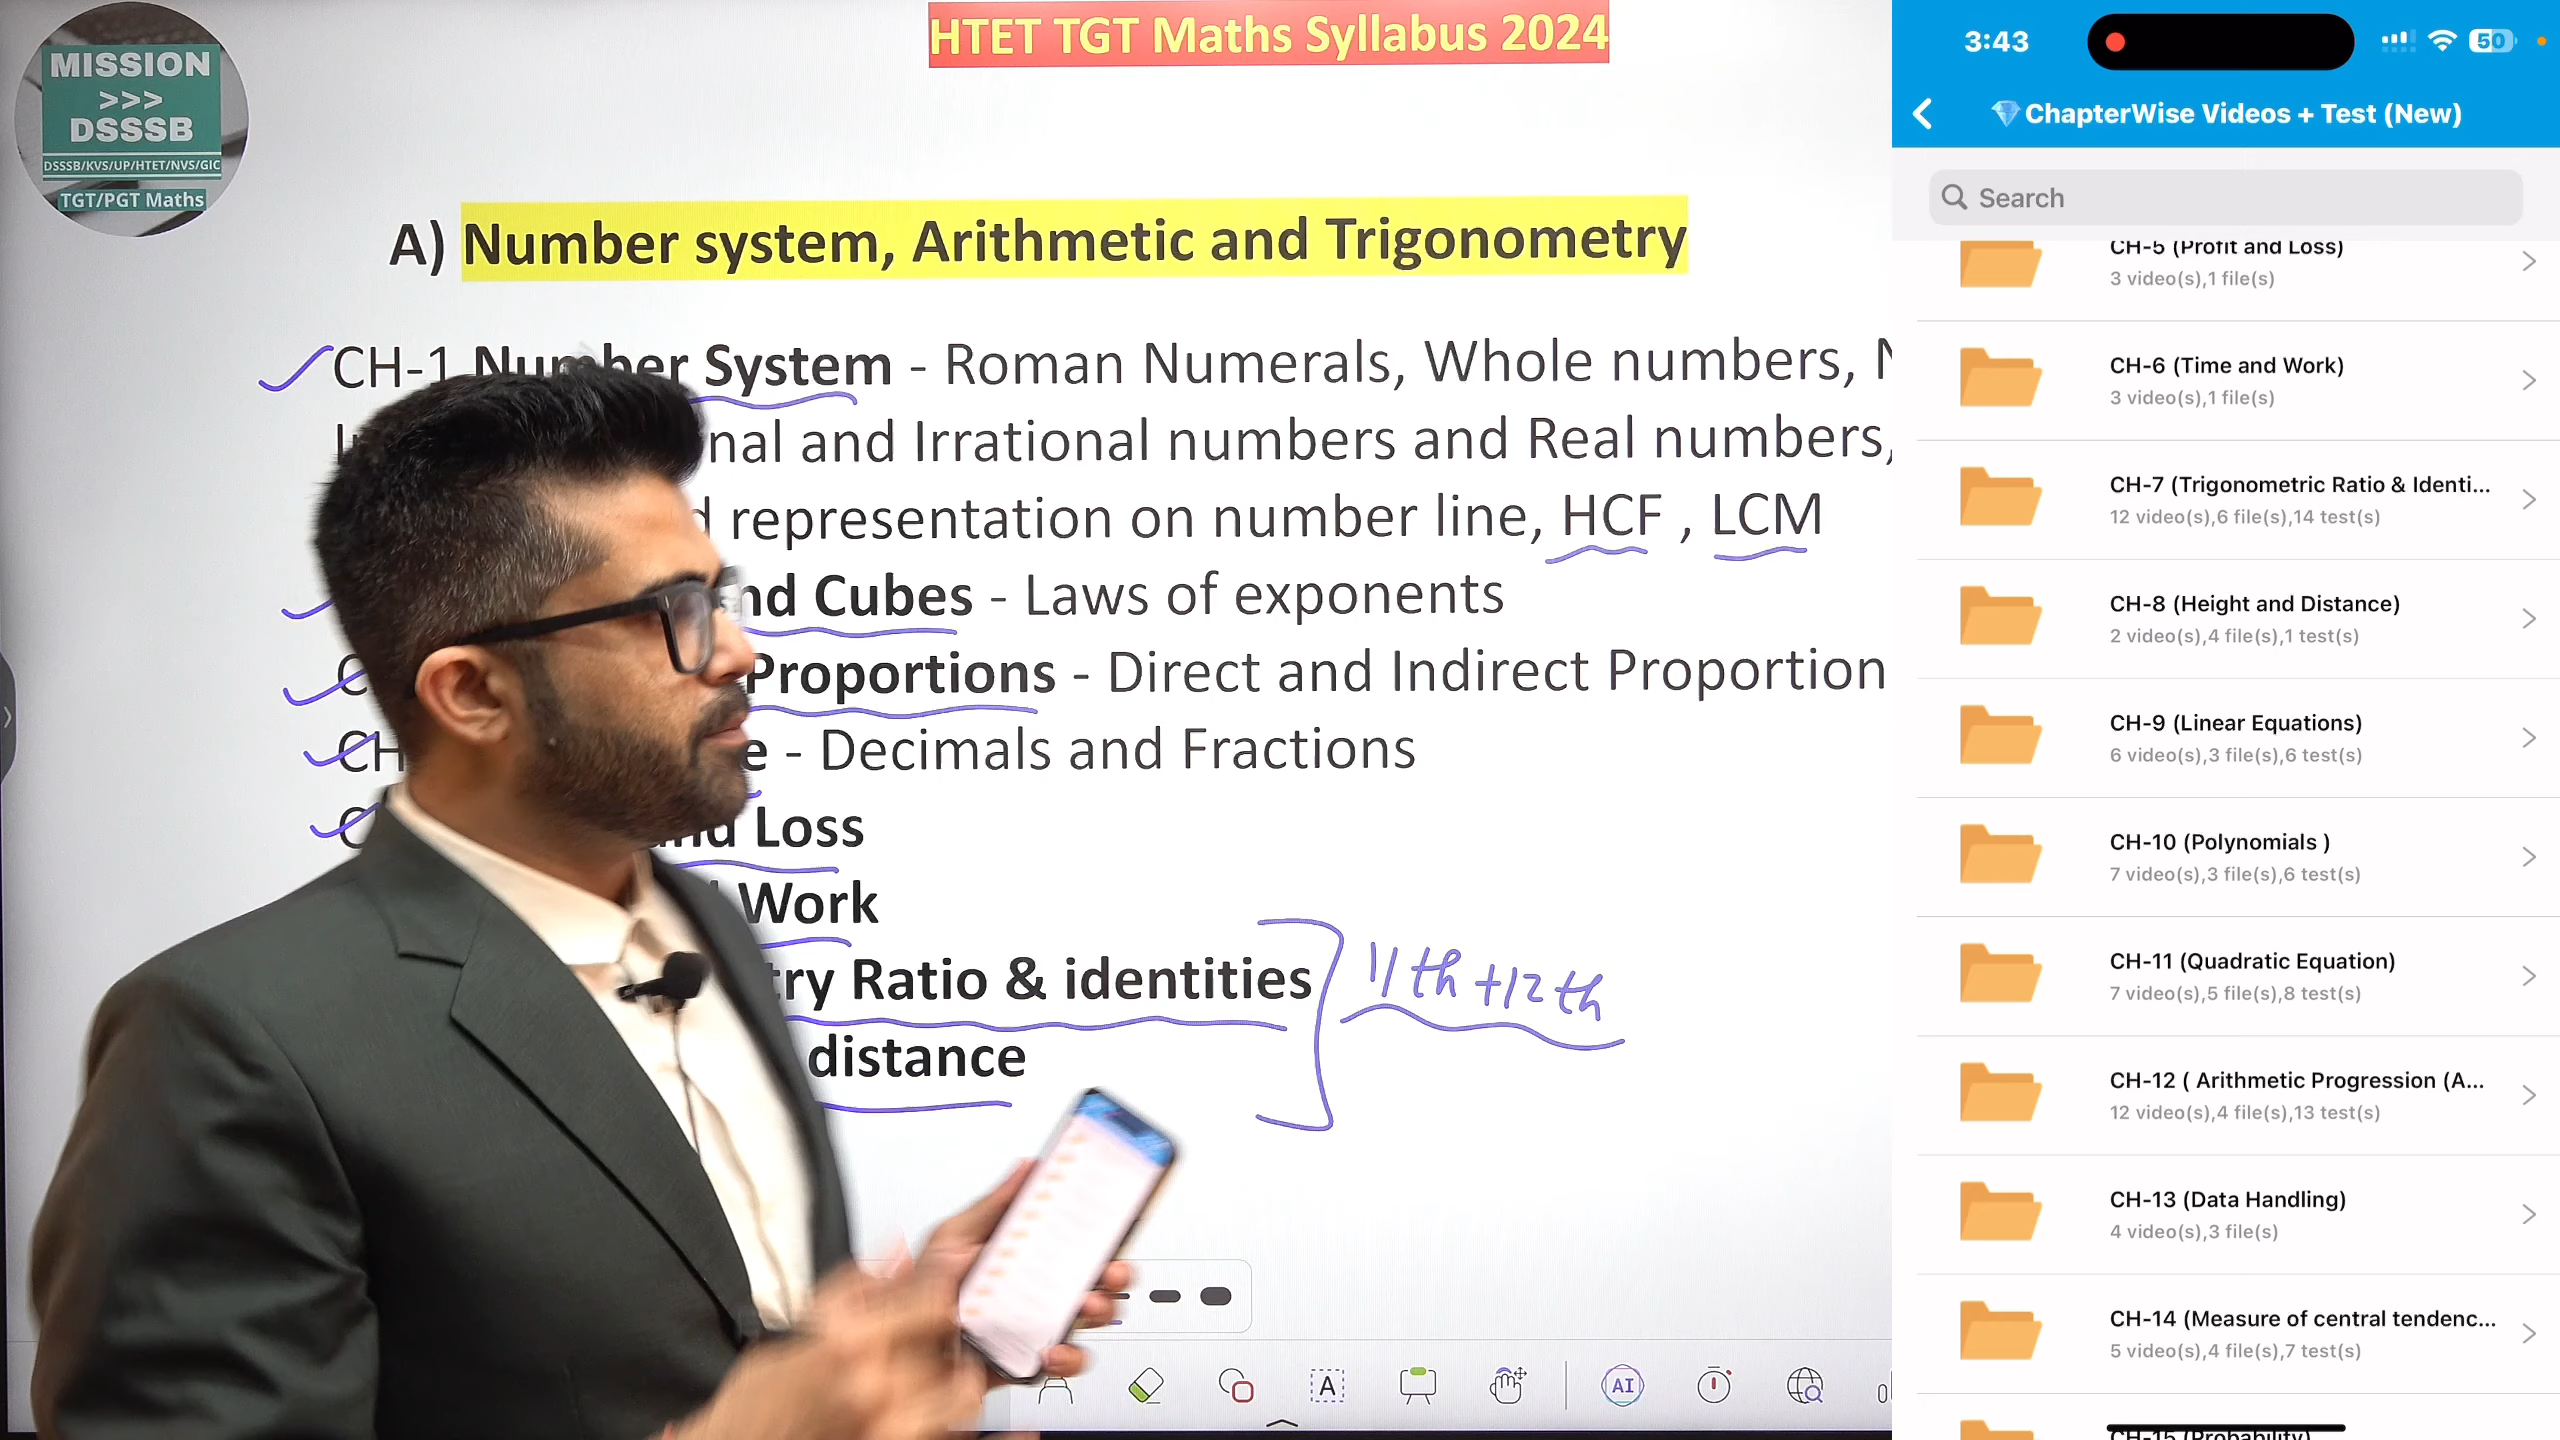 MISSION
>>>
DSSSB
DSSSB/KVS/UP/HTET/NVS/GIC
TGT/PGT Maths
HTET TGT Maths Syllabus 2024
A) Number system, Arithmetic and Trigonometry
CH-1 Number System - Roman Numerals, Whole numbers,
and Irrational numbers and Real numbers,
representation on number line, HCF , LCM
Cubes - Laws of exponents
Proportions - Direct and Indirect Proportion
- Decimals and Fractions
Loss
Work
Ratio & identities
11th + 12th
distance
A
AI
3:43
50
ChapterWise Videos + Test (New)
Search
CH-5 (Profit and Loss)
3 video(s),1 file(s)
CH-6 (Time and Work)
3 video(s),1 file(s)
CH-7 (Trigonometric Ratio & Identi...
12 video(s),6 file(s),14 test(s)
CH-8 (Height and Distance)
2 video(s),4 file(s),1 test(s)
CH-9 (Linear Equations)
6 video(s),3 file(s),6 test(s)
CH-10 (Polynomials )
7 video(s),3 file(s),6 test(s)
CH-11 (Quadratic Equation)
7 video(s),5 file(s),8 test(s)
CH-12 ( Arithmetic Progression (A...
12 video(s),4 file(s),13 test(s)
CH-13 (Data Handling)
4 video(s),3 file(s)
CH-14 (Measure of central tendenc...
5 video(s),4 file(s),7 test(s)
CH-15 (Probability)